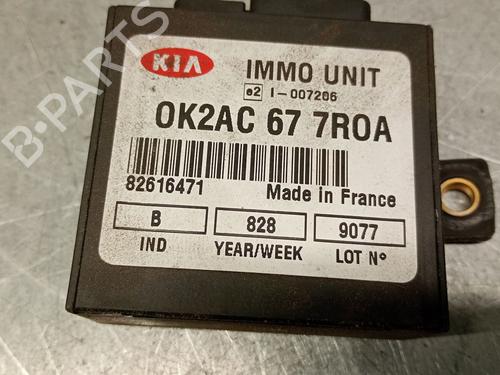 KIA IMMO UNIT
e2 I-007206
OK2AC 67 7ROA
82616471 Made in France
B 828 9077
IND YEAR/WEEK LOT Nº
B-PARTS